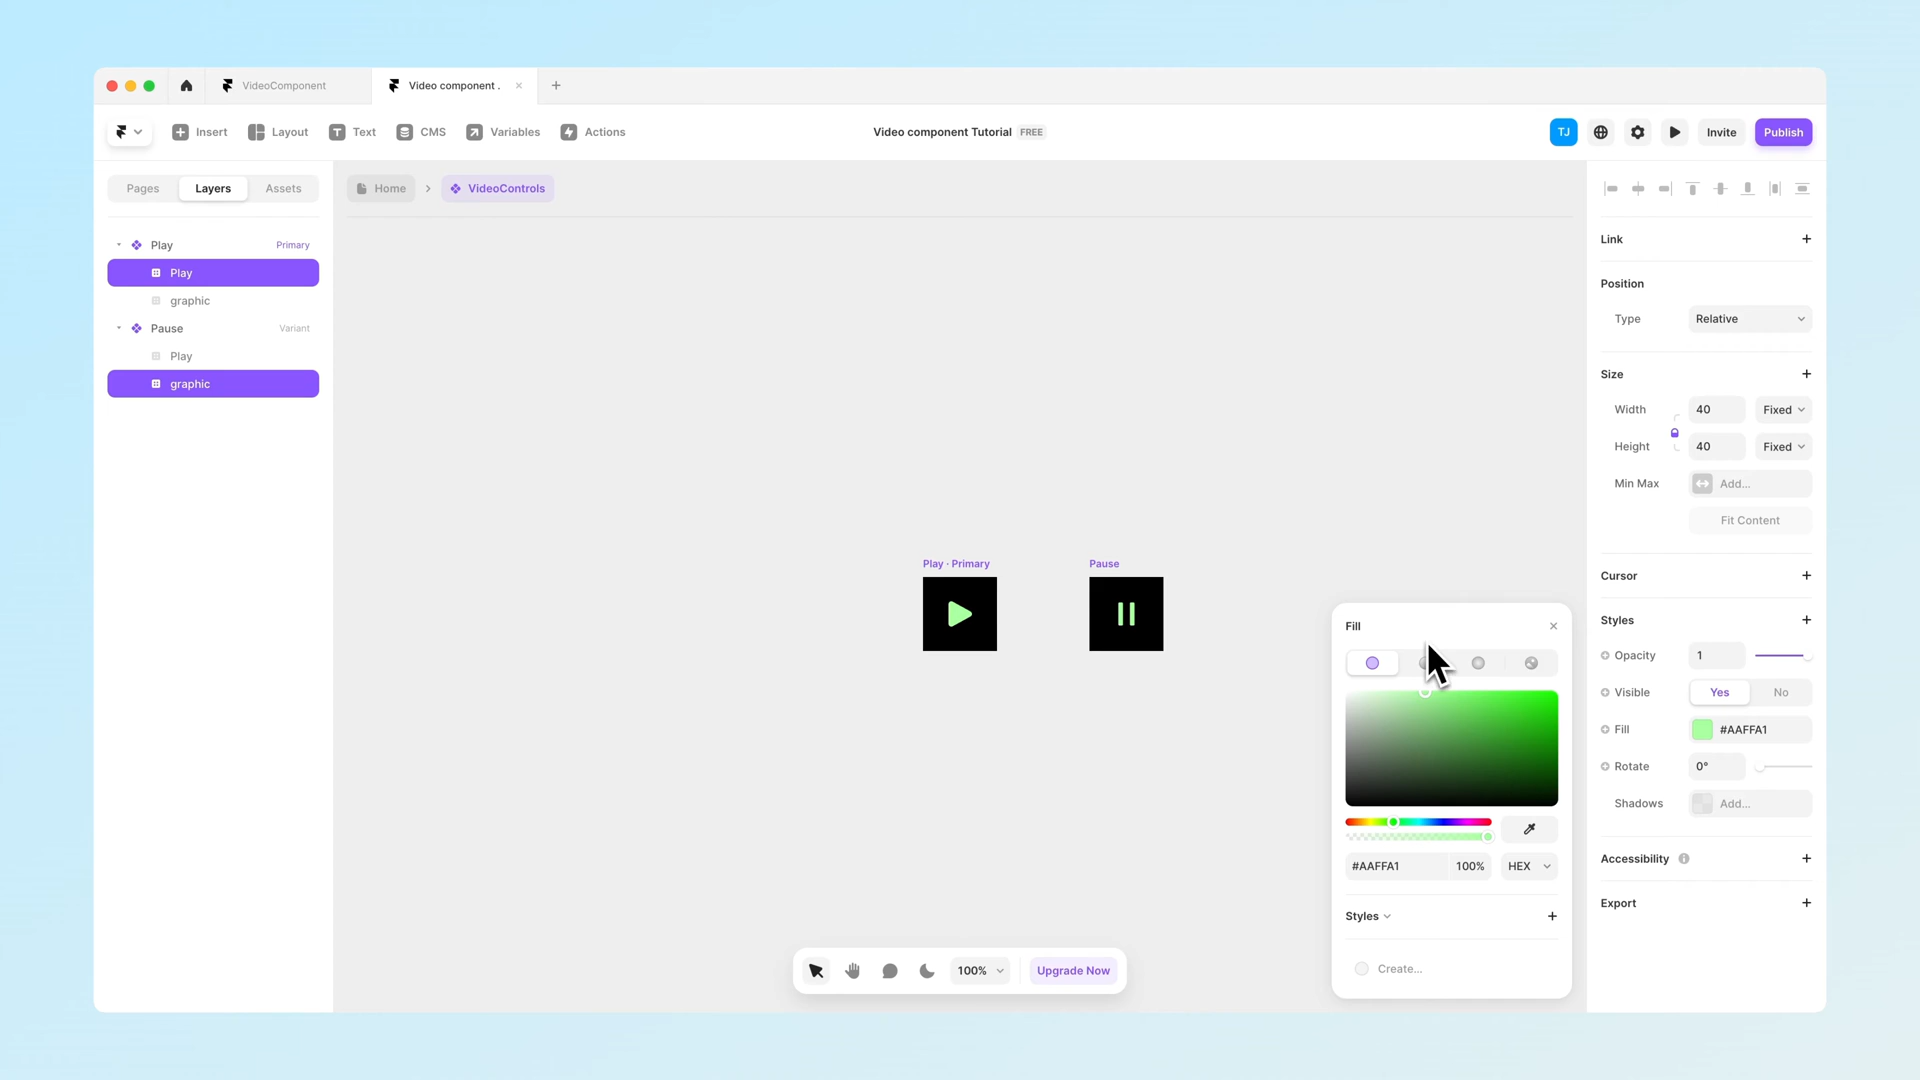 VideoComponent
Video component .
Insert
Layout
Text
CMS
Variables
Actions
Video component Tutorial FREE
TJ
Invite
Publish
Pages
Layers
Assets
Home
VideoControls
Play Primary
Play
graphic
Pause Variant
Play
graphic
Play · Primary
Pause
100%
Upgrade Now
Fill
#AAFFA1 100% HEX
Styles
Create...
Link
Position
Type Relative
Size
Width 40 Fixed
Height 40 Fixed
Min Max Add...
Fit Content
Cursor
Styles
Opacity 1
Visible Yes No
Fill #AAFFA1
Rotate 0°
Shadows Add...
Accessibility
Export